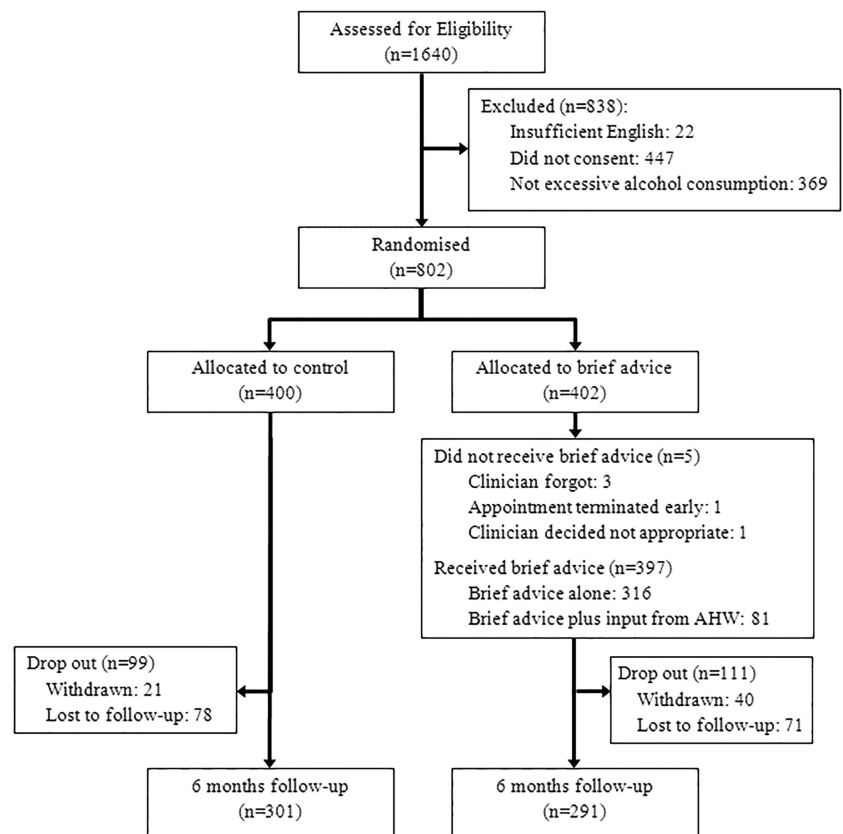 Assessed for Eligibility
(n=1640)
Excluded (n=838):
Insufficient English: 22
Did not consent: 447
Not excessive alcohol consumption: 369
Randomised
(n=802)
Allocated to control
(n=400)
Allocated to brief advice
(n=402)
Did not receive brief advice (n=5)
Clinician forgot: 3
Appointment terminated early: 1
Clinician decided not appropriate: 1
Received brief advice (n=397)
Brief advice alone: 316
Brief advice plus input from AHW: 81
Drop out (n=99)
Withdrawn: 21
Lost to follow-up: 78
Drop out (n=111)
Withdrawn: 40
Lost to follow-up: 71
6 months follow-up
(n=301)
6 months follow-up
(n=291)